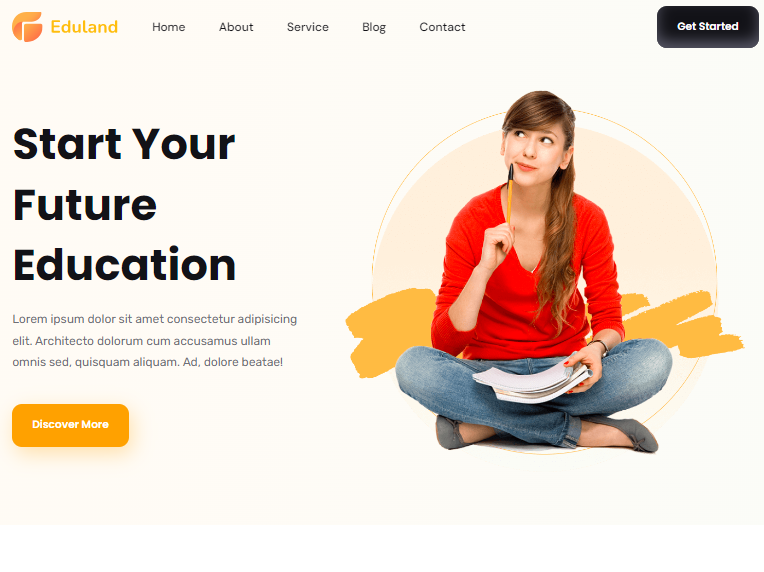 Eduland
Home
About
Service
Blog
Contact
Get Started
Start Your
Future
Education
Lorem ipsum dolor sit amet consectetur adipisicing
elit. Architecto dolorum cum accusamus ullam
omnis sed, quisquam aliquam. Ad, dolore beatae!
Discover More